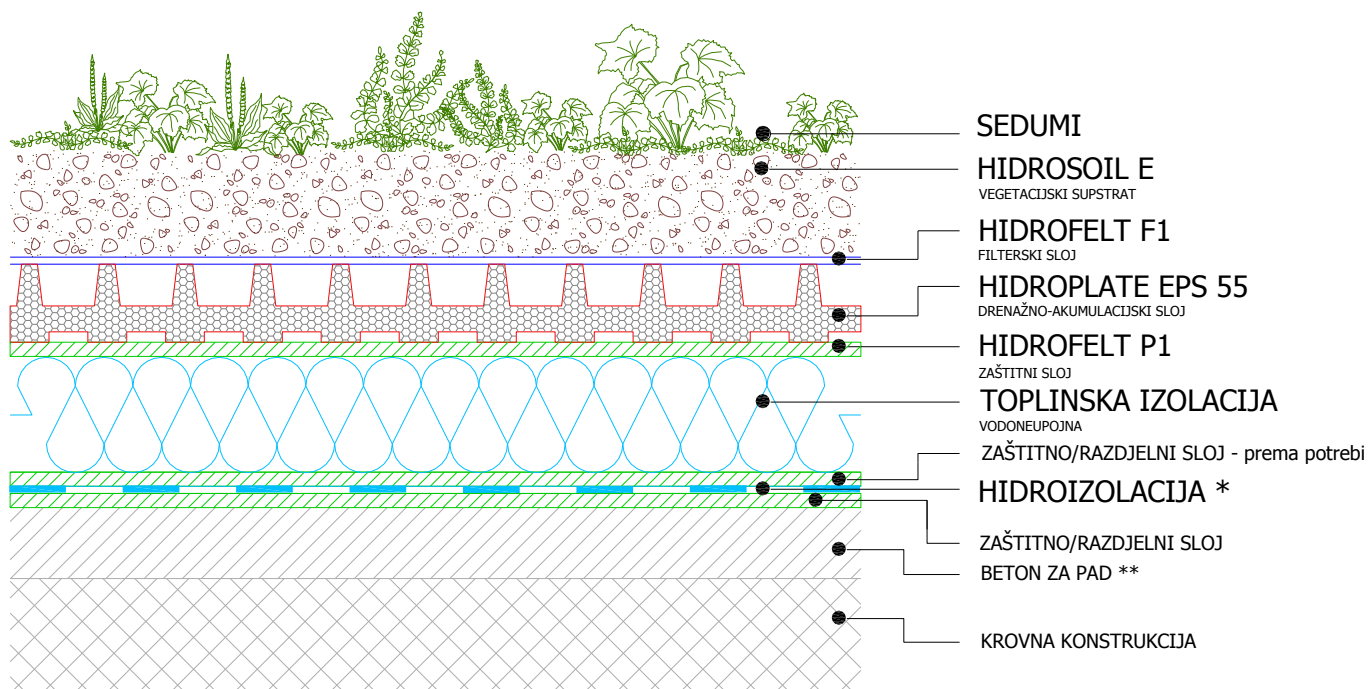 SEDUMI
HIDROSOIL E
VEGETACIJSKI SUPSTRAT
HIDROFELT F1
FILTERSKI SLOJ
HIDROPLATE EPS 55
DRENAŽNO-AKUMULACIJSKI SLOJ
HIDROFELT P1
ZAŠTITNI SLOJ
TOPLINSKA IZOLACIJA
VODONEUPOJNA
ZAŠTITNO/RAZDJELNI SLOJ - prema potrebi
HIDROIZOLACIJA *
ZAŠTITNO/RAZDJELNI SLOJ
BETON ZA PAD **
KROVNA KONSTRUKCIJA